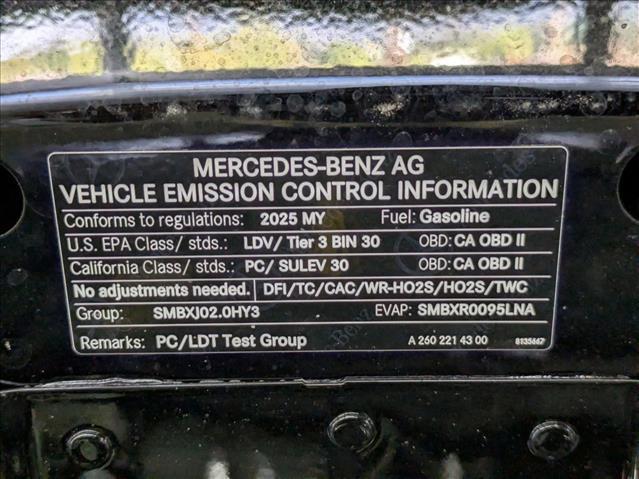 MERCEDES-BENZ AG
VEHICLE EMISSION CONTROL INFORMATION
Conforms to regulations: 2025 MY Fuel: Gasoline
U.S. EPA Class/ stds.: LDV/ Tier 3 BIN 30 OBD: CA OBD II
California Class/ stds.: PC/ SULEV 30 OBD: CA OBD II
No adjustments needed. DFI/TC/CAC/WR-HO2S/HO2S/TWC
Group: SMBXJ02.0HY3 EVAP: SMBXR0095LNA
Remarks: PC/LDT Test Group A 260 221 43 00 8135667